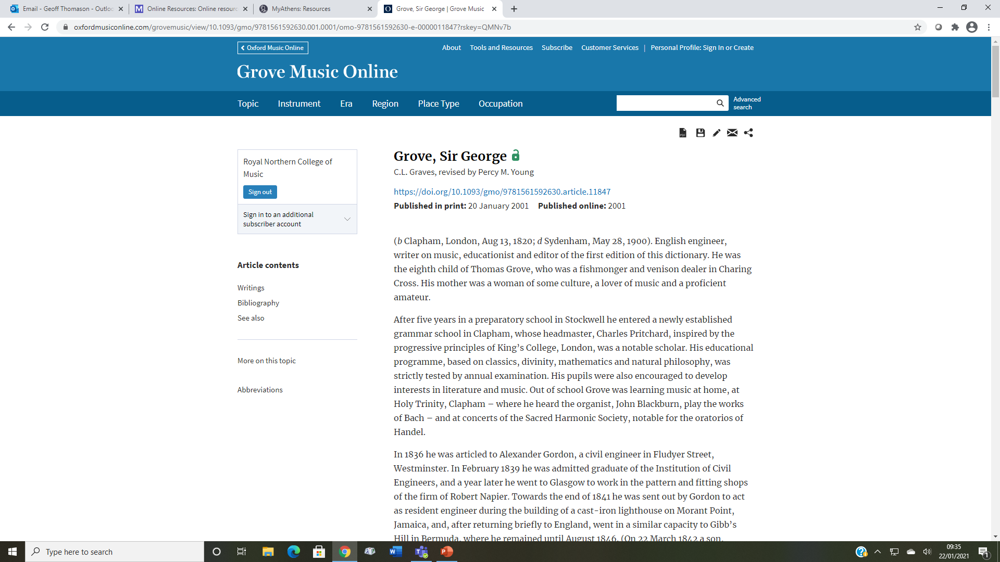 Email - Geoff Thomason - Outloo
Online Resources: Online resourc
MyAthens: Resources
Grove, Sir George | Grove Music
oxfordmusiconline.com/grovemusic/view/10.1093/gmo/9781561592630.001.0001/omo-9781561592630-e-0000011847?rskey=QMNv7b
Oxford Music Online
About
Tools and Resources
Subscribe
Customer Services
|
Personal Profile: Sign In or Create
Grove Music Online
Topic
Instrument
Era
Region
Place Type
Occupation
Advanced
search
Royal Northern College of
Music
Sign out
Sign in to an additional
subscriber account
Article contents
Writings
Bibliography
See also
More on this topic
Abbreviations
Grove, Sir George
C.L. Graves, revised by Percy M. Young
https://doi.org/10.1093/gmo/9781561592630.article.11847
Published in print: 20 January 2001 Published online: 2001
(b Clapham, London, Aug 13, 1820; d Sydenham, May 28, 1900). English engineer,
writer on music, educationist and editor of the first edition of this dictionary. He was
the eighth child of Thomas Grove, who was a fishmonger and venison dealer in Charing
Cross. His mother was a woman of some culture, a lover of music and a proficient
amateur.
After five years in a preparatory school in Stockwell he entered a newly established
grammar school in Clapham, whose headmaster, Charles Pritchard, inspired by the
progressive principles of King’s College, London, was a notable scholar. His educational
programme, based on classics, divinity, mathematics and natural philosophy, was
strictly tested by annual examination. His pupils were also encouraged to develop
interests in literature and music. Out of school Grove was learning music at home, at
Holy Trinity, Clapham – where he heard the organist, John Blackburn, play the works
of Bach – and at concerts of the Sacred Harmonic Society, notable for the oratorios of
Handel.
In 1836 he was articled to Alexander Gordon, a civil engineer in Fludyer Street,
Westminster. In February 1839 he was admitted graduate of the Institution of Civil
Engineers, and a year later he went to Glasgow to work in the pattern and fitting shops
of the firm of Robert Napier. Towards the end of 1841 he was sent out by Gordon to act
as resident engineer during the building of a cast-iron lighthouse on Morant Point,
Jamaica, and, after returning briefly to England, went in a similar capacity to Gibb’s
Hill in Bermuda, where he remained until August 1846. (On 22 March 1842 a son,
Type here to search
09:35
22/01/2021
1